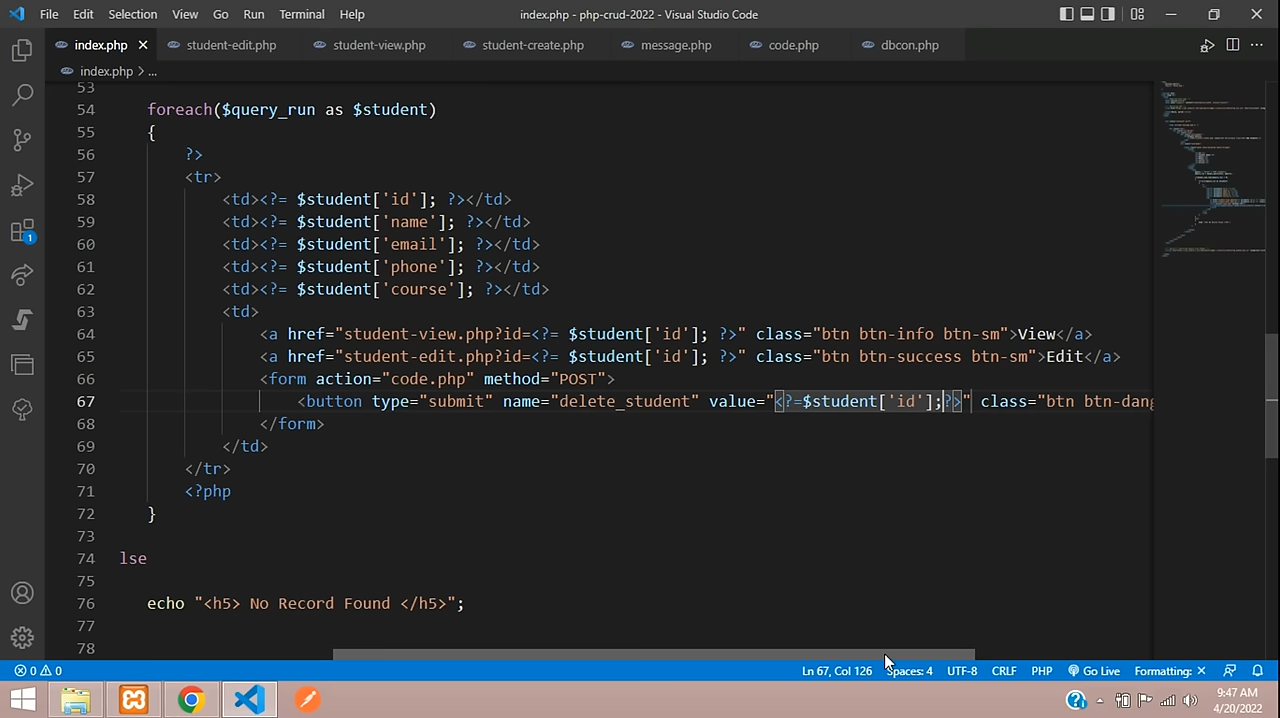 File Edit Selection View Go Run Terminal Help index.php - php-crud-2022 - Visual Studio Code
index.php student-edit.php student-view.php student-create.php message.php code.php dbcon.php
index.php > ...
53
54 foreach($query_run as $student)
55 {
56 ?>
57 <tr>
58 <td><?= $student['id']; ?></td>
59 <td><?= $student['name']; ?></td>
60 <td><?= $student['email']; ?></td>
61 <td><?= $student['phone']; ?></td>
62 <td><?= $student['course']; ?></td>
63 <td>
64 <a href="student-view.php?id=<?= $student['id']; ?>" class="btn btn-info btn-sm">View</a>
65 <a href="student-edit.php?id=<?= $student['id']; ?>" class="btn btn-success btn-sm">Edit</a>
66 <form action="code.php" method="POST">
67 <button type="submit" name="delete_student" value="<?=$student['id'];?>" class="btn btn-dang
68 </form>
69 </td>
70 </tr>
71 <?php
72 }
73
74 lse
75
76 echo "<h5> No Record Found </h5>";
77
78
1
0 0 Ln 67, Col 126 Spaces: 4 UTF-8 CRLF PHP Go Live Formatting: ×
9:47 AM
4/20/2022